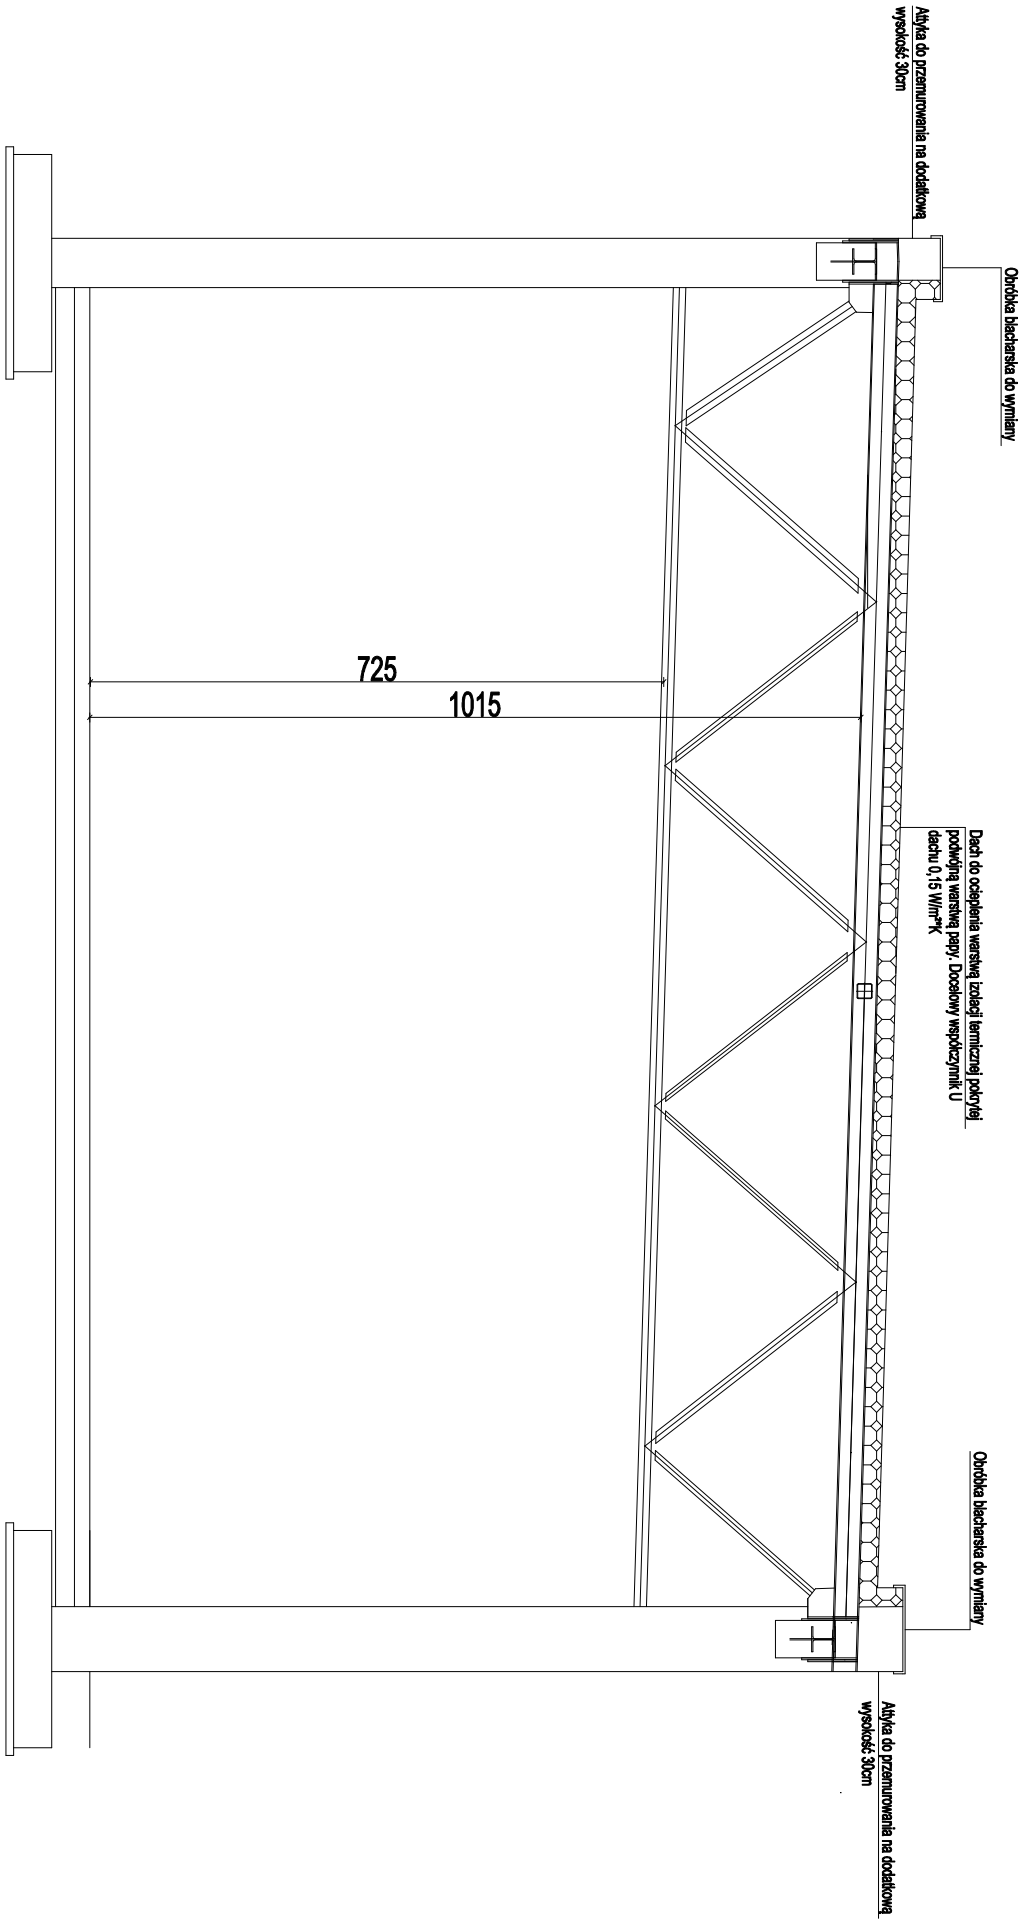 Attyka do przemurowania na dodatkową
wysokość 30cm
Obróbka blacharska do wymiany
725
1015
Dach do ocieplenia warstwą izolacji termicznej pokrytej
podwójną warstwą papy. Docelowy współczynnik U
dachu 0,15 W/m²*K
Obróbka blacharska do wymiany
Attyka do przemurowania na dodatkową
wysokość 30cm